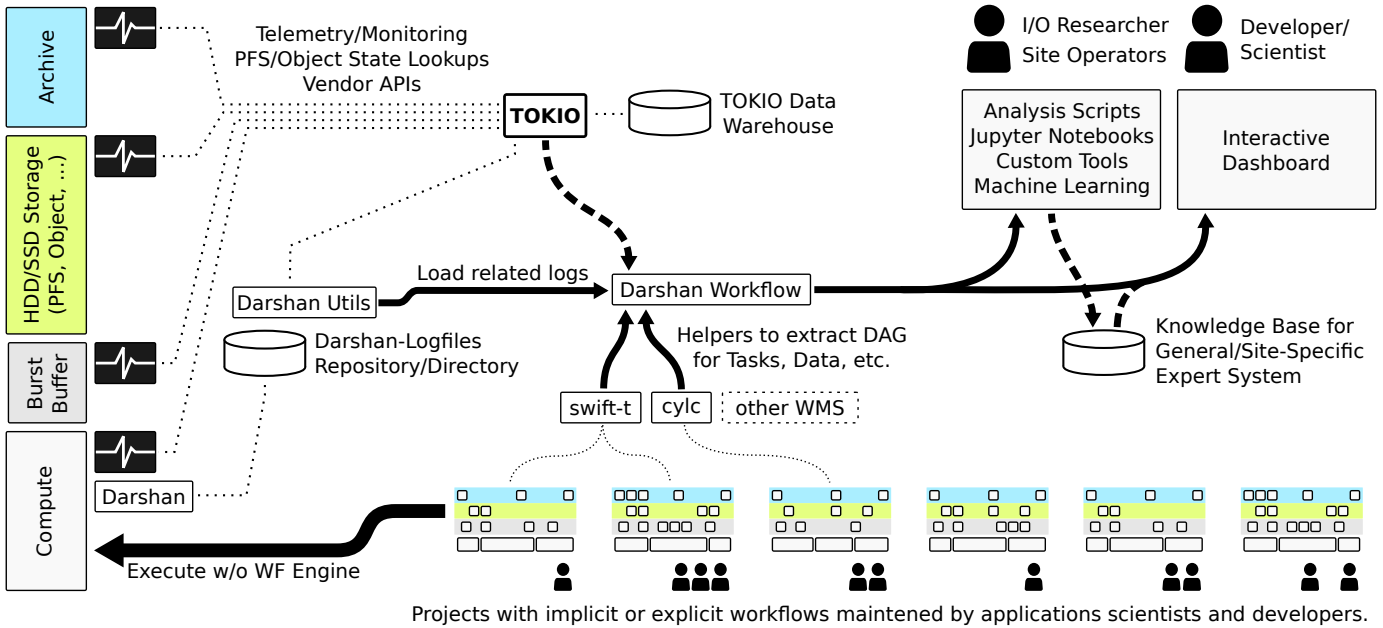 Archive
HDD/SSD Storage
(PFS, Object, ...)
Burst
Buffer
Compute
Telemetry/Monitoring
PFS/Object State Lookups
Vendor APIs
TOKIO
TOKIO Data
Warehouse
I/O Researcher
Site Operators
Developer/
Scientist
Analysis Scripts
Jupyter Notebooks
Custom Tools
Machine Learning
Interactive
Dashboard
Load related logs
Darshan Utils
Darshan Workflow
Darshan-Logfiles
Repository/Directory
Helpers to extract DAG
for Tasks, Data, etc.
Knowledge Base for
General/Site-Specific
Expert System
swift-t
cylc
other WMS
Darshan
Execute w/o WF Engine
Projects with implicit or explicit workflows maintened by applications scientists and developers.